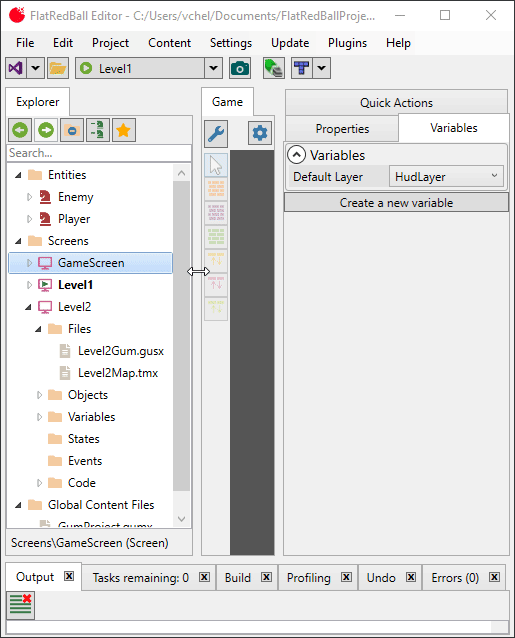 FlatRedBall Editor - C:/Users/vchel/Documents/FlatRedBallProje...
File Edit Project Content Settings Update Plugins Help
Level1
Explorer
Search...
Entities
Enemy
Player
Screens
GameScreen
Level1
Level2
Files
Level2Gum.gusx
Level2Map.tmx
Objects
Variables
States
Events
Code
Global Content Files
GumProject.gumx
Screens\GameScreen (Screen)
Game
Quick Actions
Properties Variables
Variables
Default Layer HudLayer
Create a new variable
Output Tasks remaining: 0 Build Profiling Undo Errors (0)